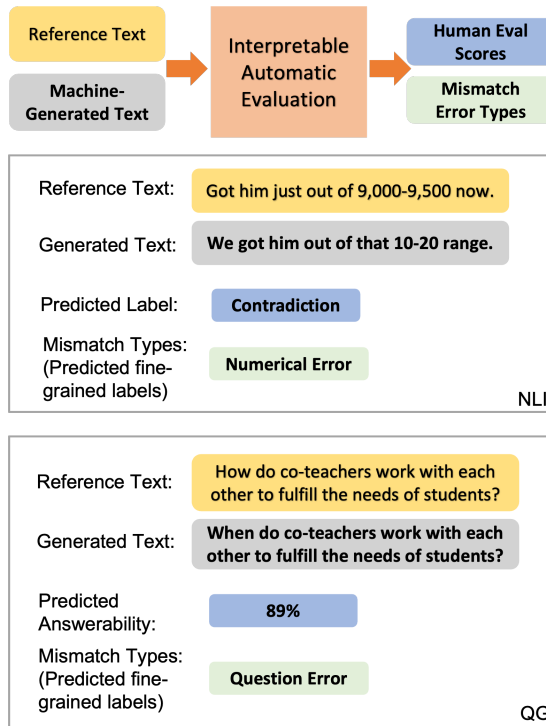 Reference Text
Machine-
Generated Text
Interpretable
Automatic
Evaluation
Human Eval
Scores
Mismatch
Error Types
Reference Text:
Got him just out of 9,000-9,500 now.
Generated Text:
We got him out of that 10-20 range.
Predicted Label:
Contradiction
Mismatch Types:
(Predicted fine-
grained labels)
Numerical Error
NLI
Reference Text:
How do co-teachers work with each
other to fulfill the needs of students?
Generated Text:
When do co-teachers work with each
other to fulfill the needs of students?
Predicted
Answerability:
89%
Mismatch Types:
(Predicted fine-
grained labels)
Question Error
QG